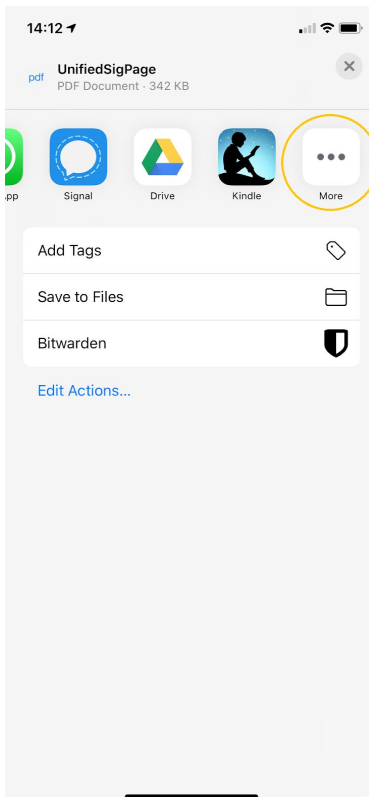 14:12
pdf
UnifiedSigPage
PDF Document · 342 KB
App
Signal
Drive
Kindle
More
Add Tags
Save to Files
Bitwarden
Edit Actions...